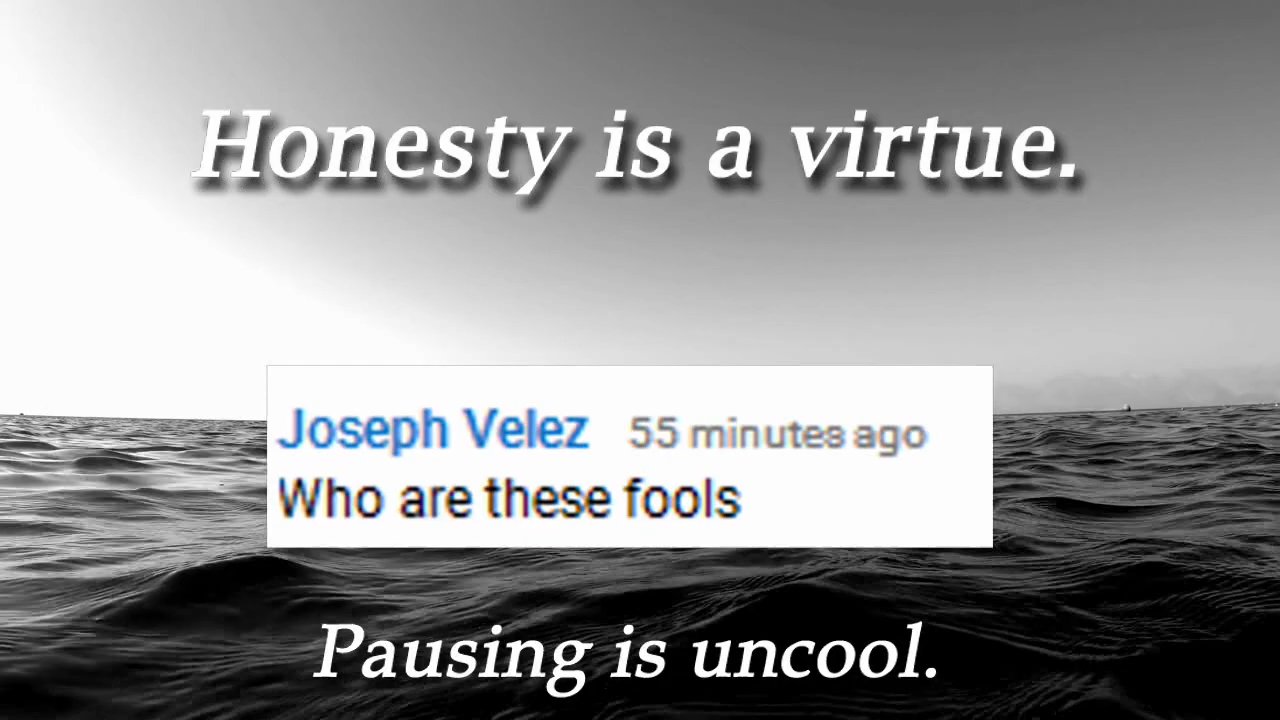 Honesty is a virtue.
Joseph Velez 55 minutes ago
Who are these fools
Pausing is uncool.